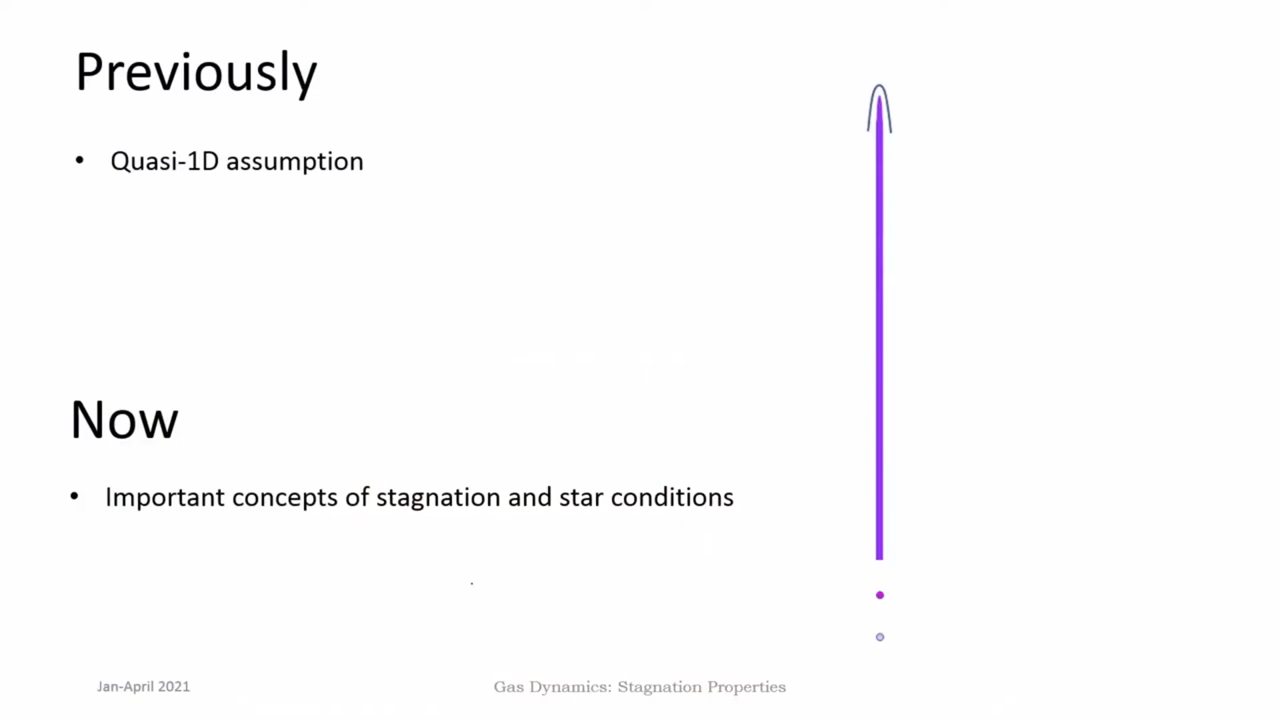 Previously
• Quasi-1D assumption
Now
• Important concepts of stagnation and star conditions
Jan-April 2021
Gas Dynamics: Stagnation Properties